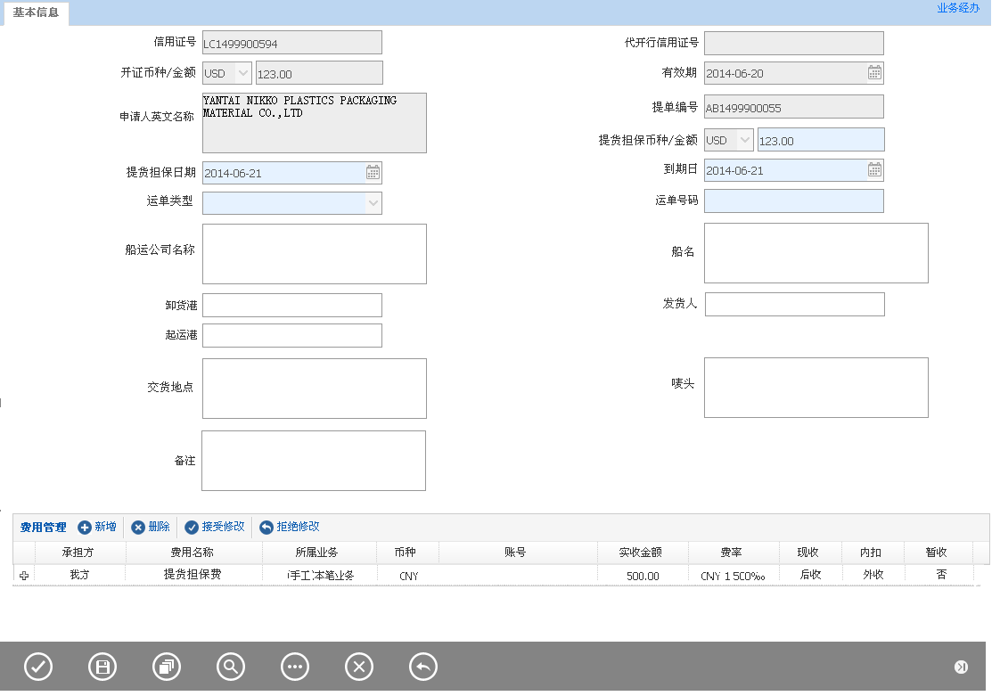 基本信息
业务经办
信用证号 LC1499900594 代开行信用证号
开证币种/金额 USD 123.00 有效期 2014-06-20
申请人英文名称 YANTAI NIKKO PLASTICS PACKAGING
MATERIAL CO.,LTD
提单编号 AB1499900055
提货担保币种/金额 USD 123.00
提货担保日期 2014-06-21 到期日 2014-06-21
运单类型 运单号码
船运公司名称 船名
卸货港 发货人
起运港
交货地点 唛头
备注
费用管理 新增 删除 接受修改 拒绝修改
承担方 费用名称 所属业务 币种 账号 实收金额 费率 现收 内扣 暂收
我方 提货担保费 (手工)本笔业务 CNY 500.00 CNY 1500‰ 后收 外收 否